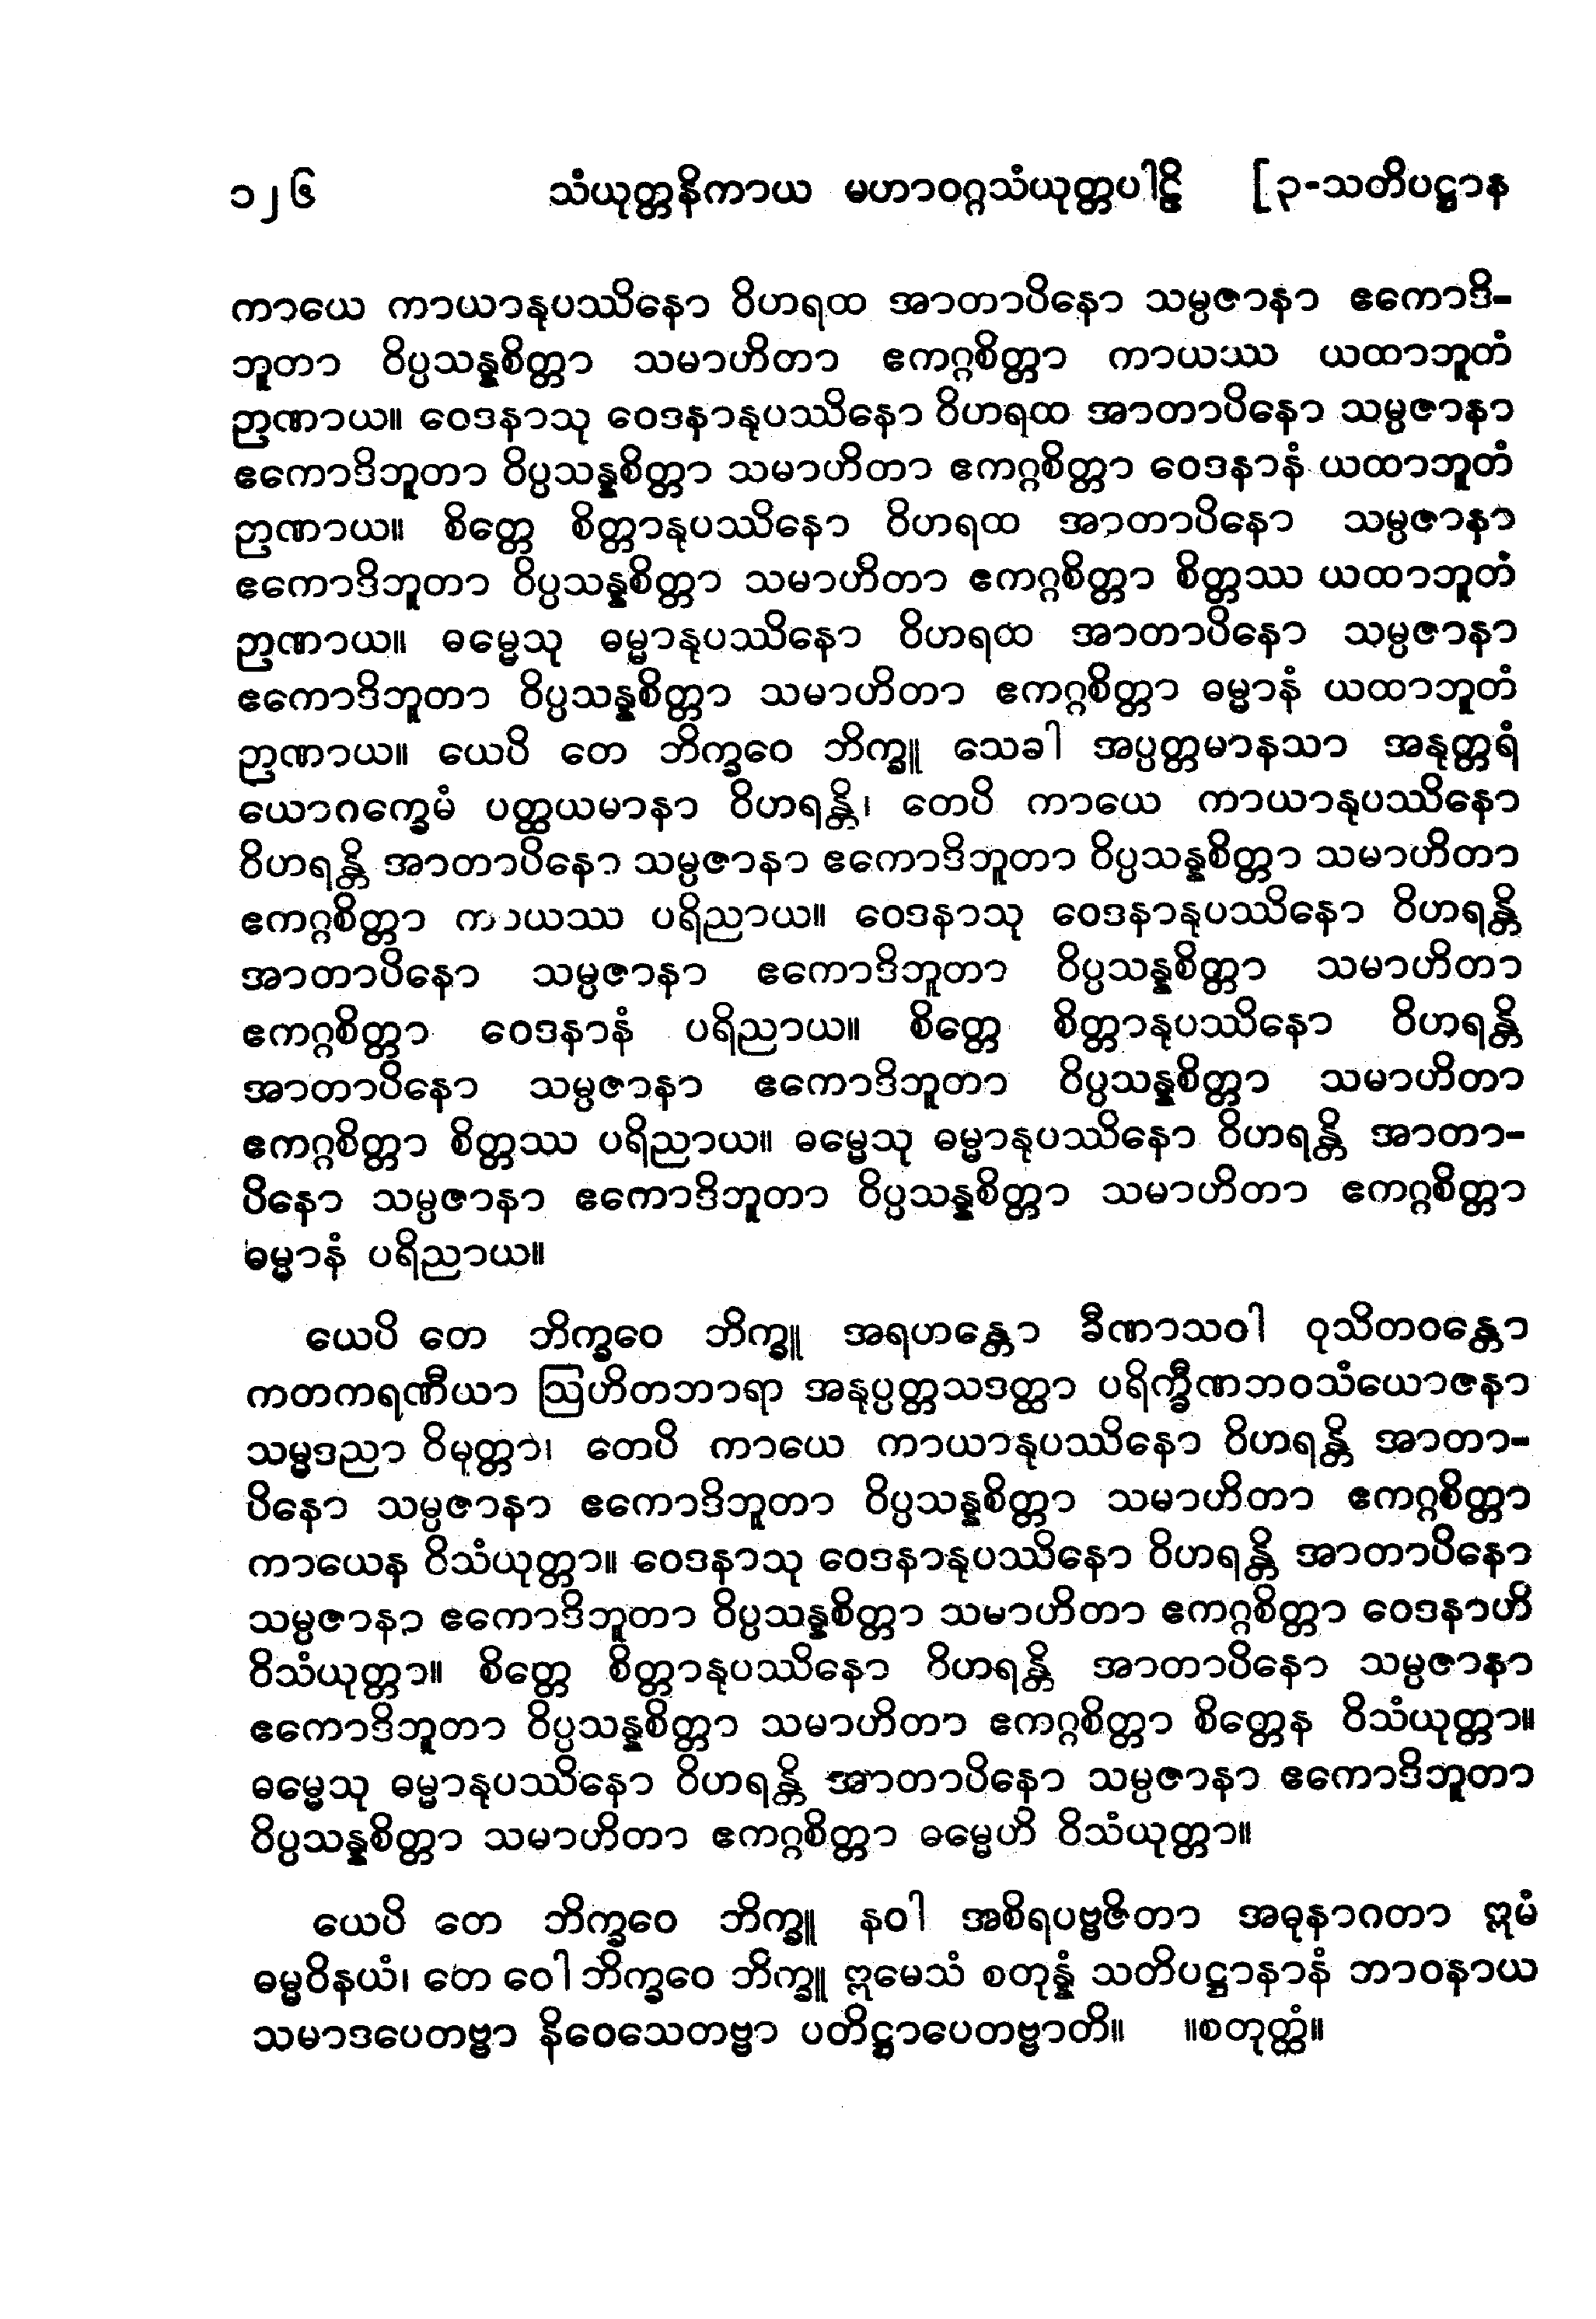 ၁၂၆ သံယုတ္တနိကာယ မဟာဝဂ္ဂသံယုတ္တပါဠိ [၃-သတိပဋ္ဌာန
ကာယေ ကာယာနုပဿိနော ဝိဟရထ အာတာပိနော သမ္ပဇာနာ ဧကောဒိ-
ဘူတာ ဝိပ္ပသန္နစိတ္တာ သမာဟိတာ ဧကဂ္ဂစိတ္တာ ကာယဿ ယထာဘူတံ
ဉာဏာယ။ ဝေဒနာသု ဝေဒနာနုပဿိနော ဝိဟရထ အာတာပိနော သမ္ပဇာနာ
ဧကောဒိဘူတာ ဝိပ္ပသန္နစိတ္တာ သမာဟိတာ ဧကဂ္ဂစိတ္တာ ဝေဒနာနံ ယထာဘူတံ
ဉာဏာယ။ စိတ္တေ စိတ္တာနုပဿိနော ဝိဟရထ အာတာပိနော သမ္ပဇာနာ
ဧကောဒိဘူတာ ဝိပ္ပသန္နစိတ္တာ သမာဟိတာ ဧကဂ္ဂစိတ္တာ စိတ္တဿ ယထာဘူတံ
ဉာဏာယ။ ဓမ္မေသု ဓမ္မာနုပဿိနော ဝိဟရထ အာတာပိနော သမ္ပဇာနာ
ဧကောဒိဘူတာ ဝိပ္ပသန္နစိတ္တာ သမာဟိတာ ဧကဂ္ဂစိတ္တာ ဓမ္မာနံ ယထာဘူတံ
ဉာဏာယ။ ယေပိ တေ ဘိက္ခဝေ ဘိက္ခူ သေခါ အပ္ပတ္တမာနသာ အနုတ္တရံ
ယောဂက္ခေမံ ပတ္ထယမာနာ ဝိဟရန္တိ၊ တေပိ ကာယေ ကာယာနုပဿိနော
ဝိဟရန္တိ အာတာပိနော သမ္ပဇာနာ ဧကောဒိဘူတာ ဝိပ္ပသန္နစိတ္တာ သမာဟိတာ
ဧကဂ္ဂစိတ္တာ ကာယဿ ပရိညာယ။ ဝေဒနာသု ဝေဒနာနုပဿိနော ဝိဟရန္တိ
အာတာပိနော သမ္ပဇာနာ ဧကောဒိဘူတာ ဝိပ္ပသန္နစိတ္တာ သမာဟိတာ
ဧကဂ္ဂစိတ္တာ ဝေဒနာနံ ပရိညာယ။ စိတ္တေ စိတ္တာနုပဿိနော ဝိဟရန္တိ
အာတာပိနော သမ္ပဇာနာ ဧကောဒိဘူတာ ဝိပ္ပသန္နစိတ္တာ သမာဟိတာ
ဧကဂ္ဂစိတ္တာ စိတ္တဿ ပရိညာယ။ ဓမ္မေသု ဓမ္မာနုပဿိနော ဝိဟရန္တိ အာတာ-
ပိနော သမ္ပဇာနာ ဧကောဒိဘူတာ ဝိပ္ပသန္နစိတ္တာ သမာဟိတာ ဧကဂ္ဂစိတ္တာ
ဓမ္မာနံ ပရိညာယ။
ယေပိ တေ ဘိက္ခဝေ ဘိက္ခူ အရဟန္တော ခီဏာသဝါ ဝုသိတဝန္တော
ကတကရဏီယာ ဩဟိတဘာရာ အနုပ္ပတ္တသဒတ္ထာ ပရိက္ခီဏဘဝသံယောဇနာ
သမ္မဒညာ ဝိမုတ္တာ၊ တေပိ ကာယေ ကာယာနုပဿိနော ဝိဟရန္တိ အာတာ-
ပိနော သမ္ပဇာနာ ဧကောဒိဘူတာ ဝိပ္ပသန္နစိတ္တာ သမာဟိတာ ဧကဂ္ဂစိတ္တာ
ကာယေန ဝိသံယုတ္တာ။ ဝေဒနာသု ဝေဒနာနုပဿိနော ဝိဟရန္တိ အာတာပိနော
သမ္ပဇာနာ ဧကောဒိဘူတာ ဝိပ္ပသန္နစိတ္တာ သမာဟိတာ ဧကဂ္ဂစိတ္တာ ဝေဒနာဟိ
ဝိသံယုတ္တာ။ စိတ္တေ စိတ္တာနုပဿိနော ဝိဟရန္တိ အာတာပိနော သမ္ပဇာနာ
ဧကောဒိဘူတာ ဝိပ္ပသန္နစိတ္တာ သမာဟိတာ ဧကဂ္ဂစိတ္တာ စိတ္တေန ဝိသံယုတ္တာ။
ဓမ္မေသု ဓမ္မာနုပဿိနော ဝိဟရန္တိ အာတာပိနော သမ္ပဇာနာ ဧကောဒိဘူတာ
ဝိပ္ပသန္နစိတ္တာ သမာဟိတာ ဧကဂ္ဂစိတ္တာ ဓမ္မေဟိ ဝိသံယုတ္တာ။
ယေပိ တေ ဘိက္ခဝေ ဘိက္ခူ နဝါ အစိရပဗ္ဗဇိတာ အဓုနာဂတာ ဣမံ
ဓမ္မဝိနယံ၊ တေ ဝေါ ဘိက္ခဝေ ဘိက္ခူ ဣမေသံ စတုန္နံ သတိပဋ္ဌာနာနံ ဘာဝနာယ
သမာဒပေတဗ္ဗာ နိဝေသေတဗ္ဗာ ပတိဋ္ဌာပေတဗ္ဗာတိ။ ။စတုတ္ထံ။